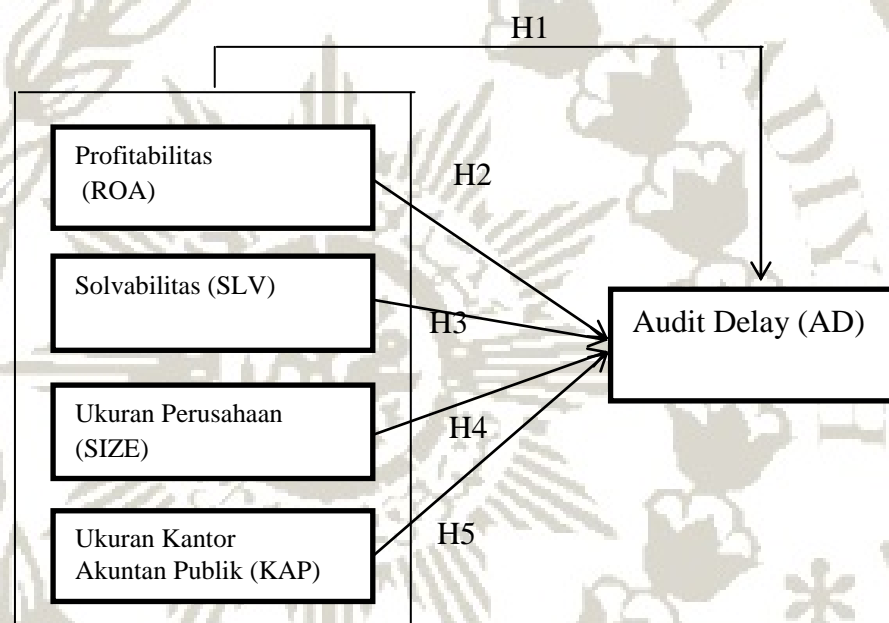 H1
Profitabilitas
(ROA)
H2
Solvabilitas (SLV)
H3
Audit Delay (AD)
Ukuran Perusahaan
(SIZE)
H4
Ukuran Kantor
Akuntan Publik (KAP)
H5